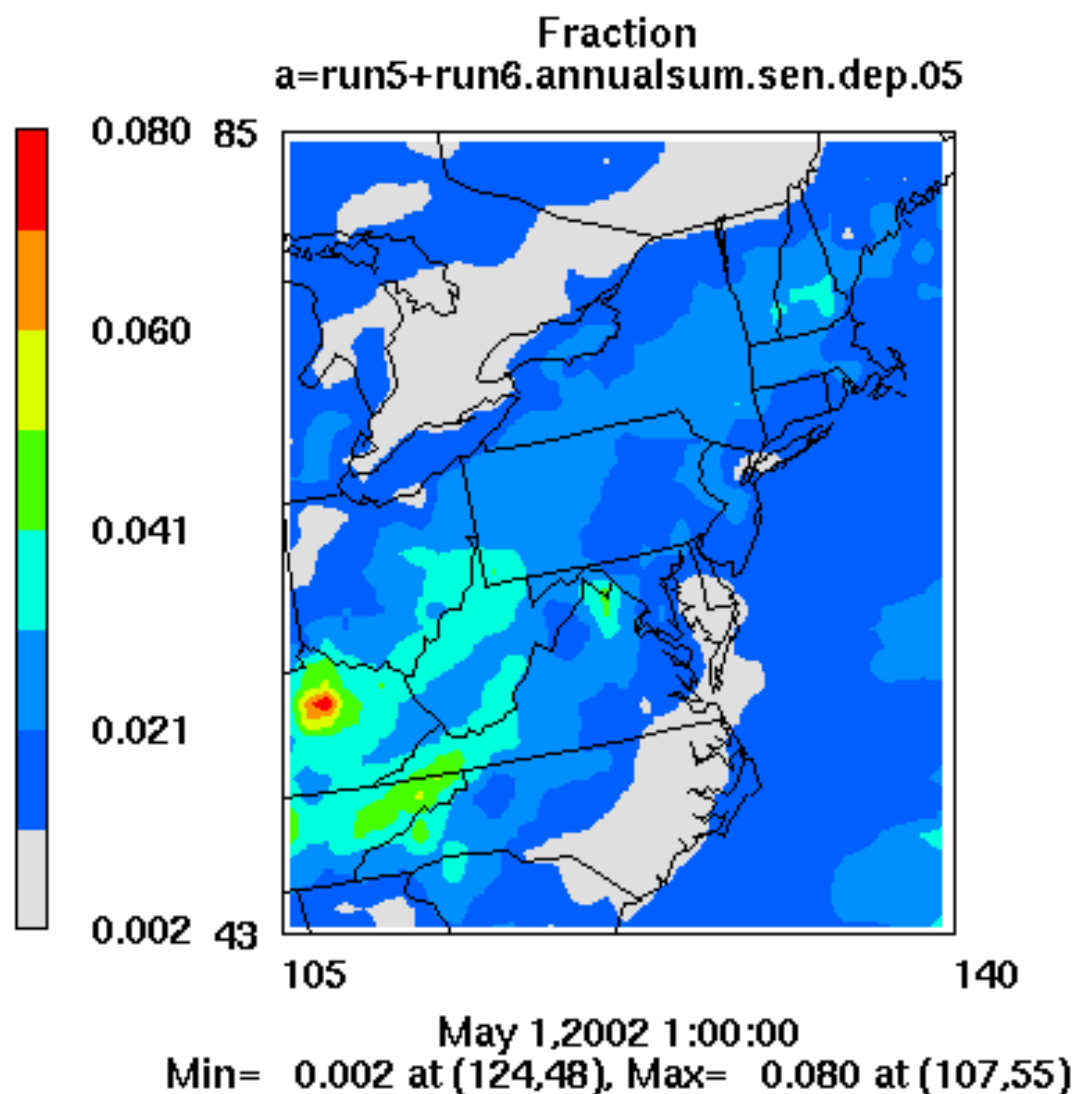 Fraction
a=run5+run6.annualsum.sen.dep.05
0.080 85
0.060
0.041
0.021
0.002 43
105 140
May 1,2002 1:00:00
Min= 0.002 at (124,48), Max= 0.080 at (107,55)